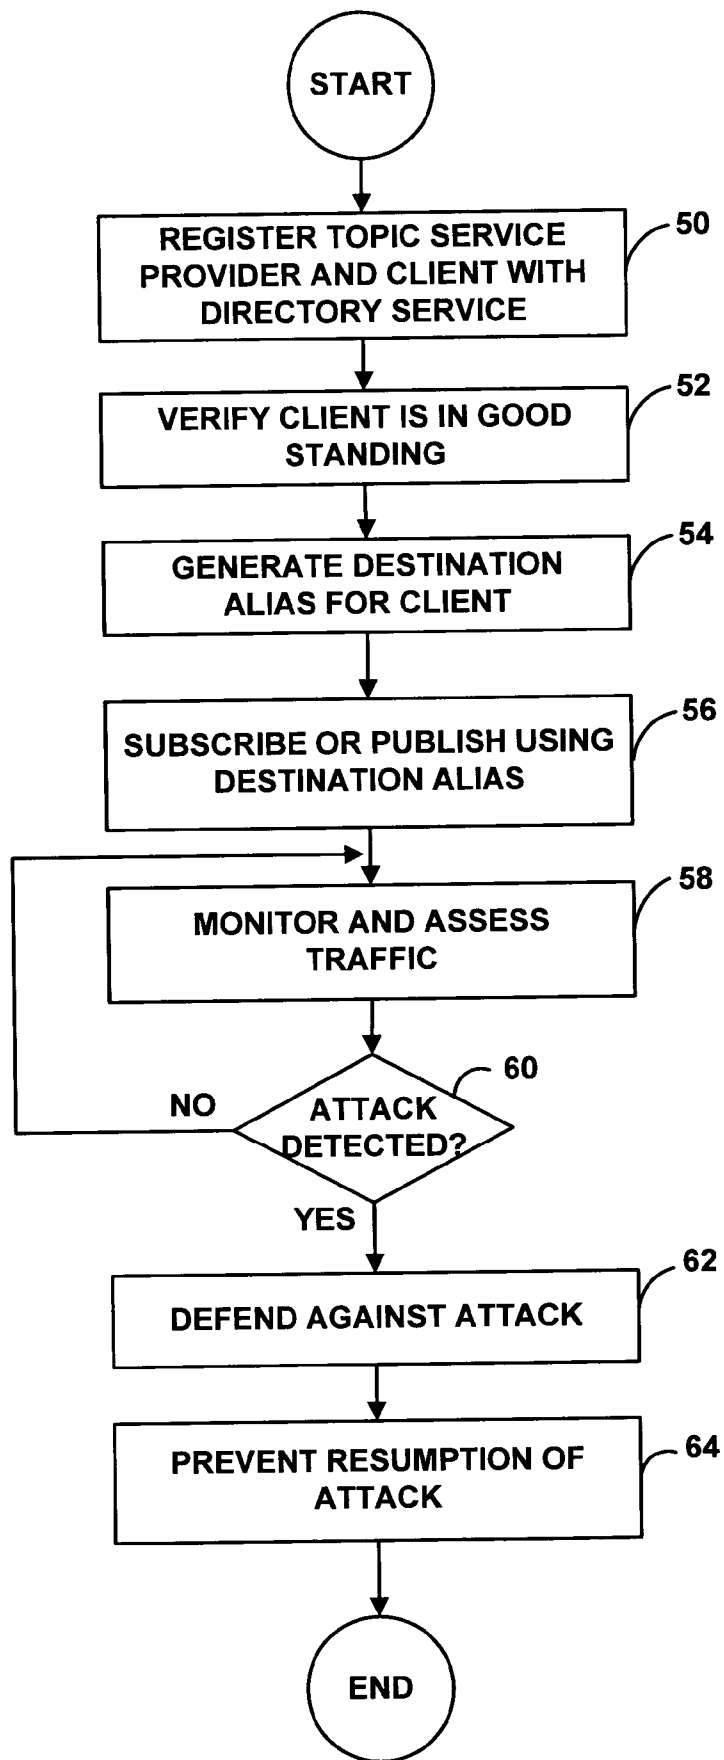 START
REGISTER TOPIC SERVICE
PROVIDER AND CLIENT WITH
DIRECTORY SERVICE
50
VERIFY CLIENT IS IN GOOD
STANDING
52
GENERATE DESTINATION
ALIAS FOR CLIENT
54
SUBSCRIBE OR PUBLISH USING
DESTINATION ALIAS
56
MONITOR AND ASSESS
TRAFFIC
58
ATTACK
DETECTED?
60
NO
YES
DEFEND AGAINST ATTACK
62
PREVENT RESUMPTION OF
ATTACK
64
END